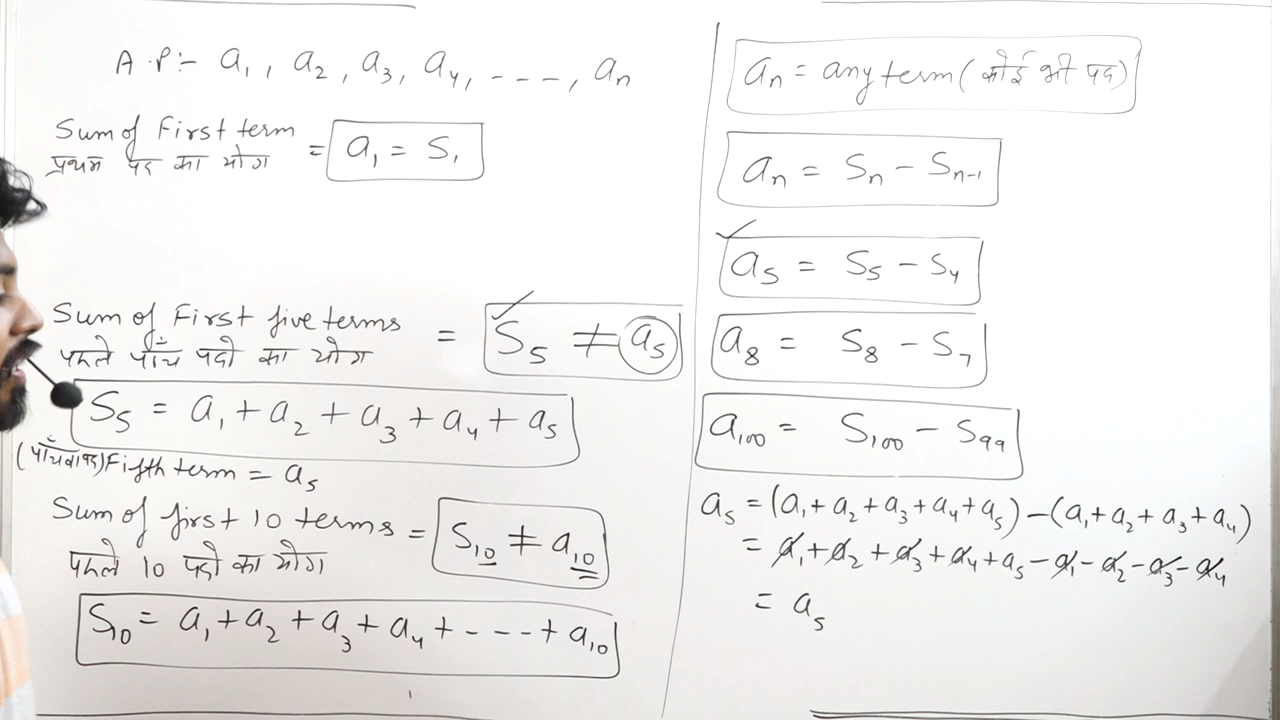 A.P:- a₁, a₂, a₃, a₄, - - - -, aₙ
Sum of First term
प्रथम पद का योग = a₁ = S₁
Sum of First five terms = S₅ ≠ a₅
पहले पाँच पदो का योग
S₅ = a₁ + a₂ + a₃ + a₄ + a₅
(पाँचवा पद) Fifth term = a₅
Sum of first 10 terms = S₁₀ ≠ a₁₀
पहले 10 पदो का योग
S₁₀ = a₁ + a₂ + a₃ + a₄ + - - - + a₁₀
aₙ = any term (कोई भी पद)
aₙ = Sₙ - Sₙ₋₁
a₅ = S₅ - S₄
a₈ = S₈ - S₇
a₁₀₀ = S₁₀₀ - S₉₉
a₅ = (a₁ + a₂ + a₃ + a₄ + a₅) - (a₁ + a₂ + a₃ + a₄)
= a₁ + a₂ + a₃ + a₄ + a₅ - a₁ - a₂ - a₃ - a₄
= a₅